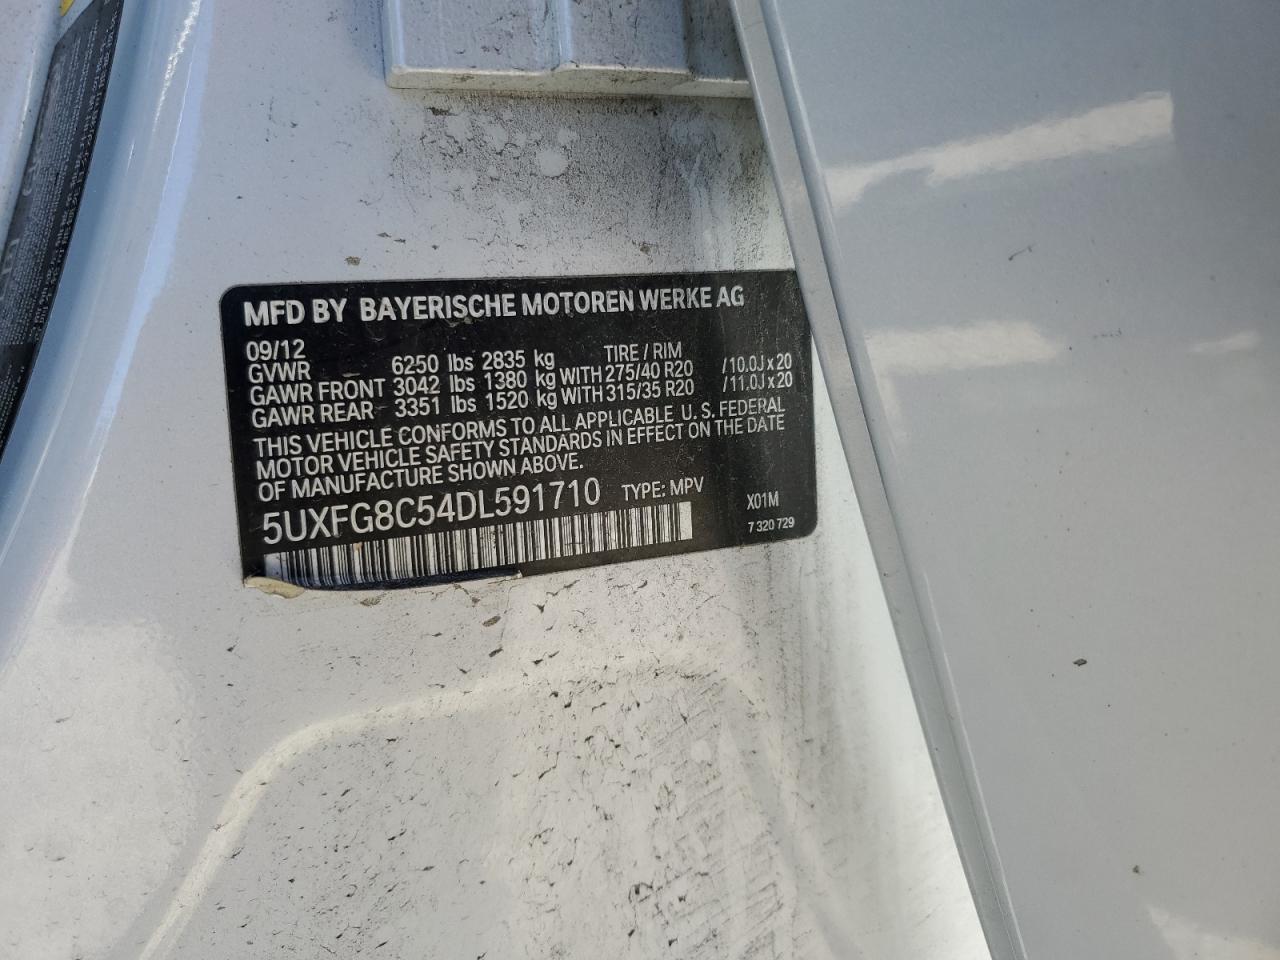 MFD BY BAYERISCHE MOTOREN WERKE AG
09/12 TIRE / RIM
GVWR 6250 lbs 2835 kg
GAWR FRONT 3042 lbs 1380 kg WITH 275/40 R20 /10.0J x 20
GAWR REAR 3351 lbs 1520 kg WITH 315/35 R20 /11.0J x 20
THIS VEHICLE CONFORMS TO ALL APPLICABLE U.S. FEDERAL
MOTOR VEHICLE SAFETY STANDARDS IN EFFECT ON THE DATE
OF MANUFACTURE SHOWN ABOVE.
5UXFG8C54DL591710 TYPE: MPV X01M
7 320 729